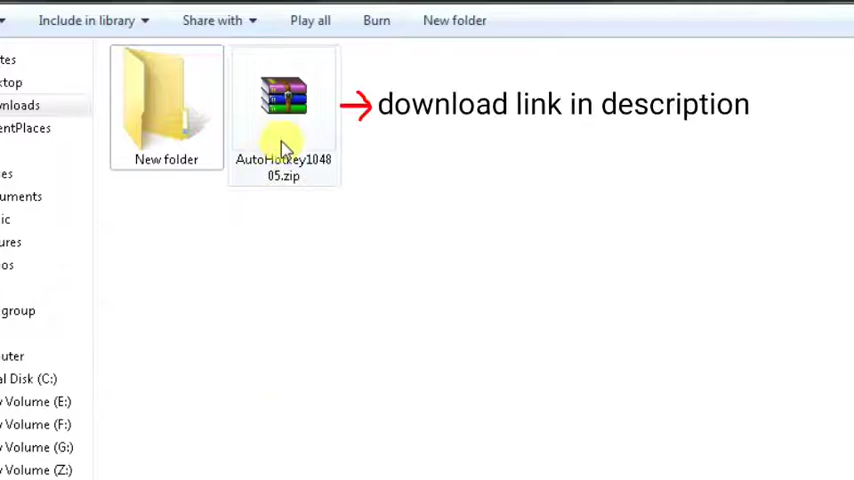 Include in library Share with Play all Burn New folder
tes
ktop
wnloads
entPlaces
New folder
AutoHotkey1048
05.zip
download link in description
es
uments
ic
ures
os
group
uter
al Disk (C:)
v Volume (E:)
v Volume (F:)
v Volume (G:)
v Volume (Z:)